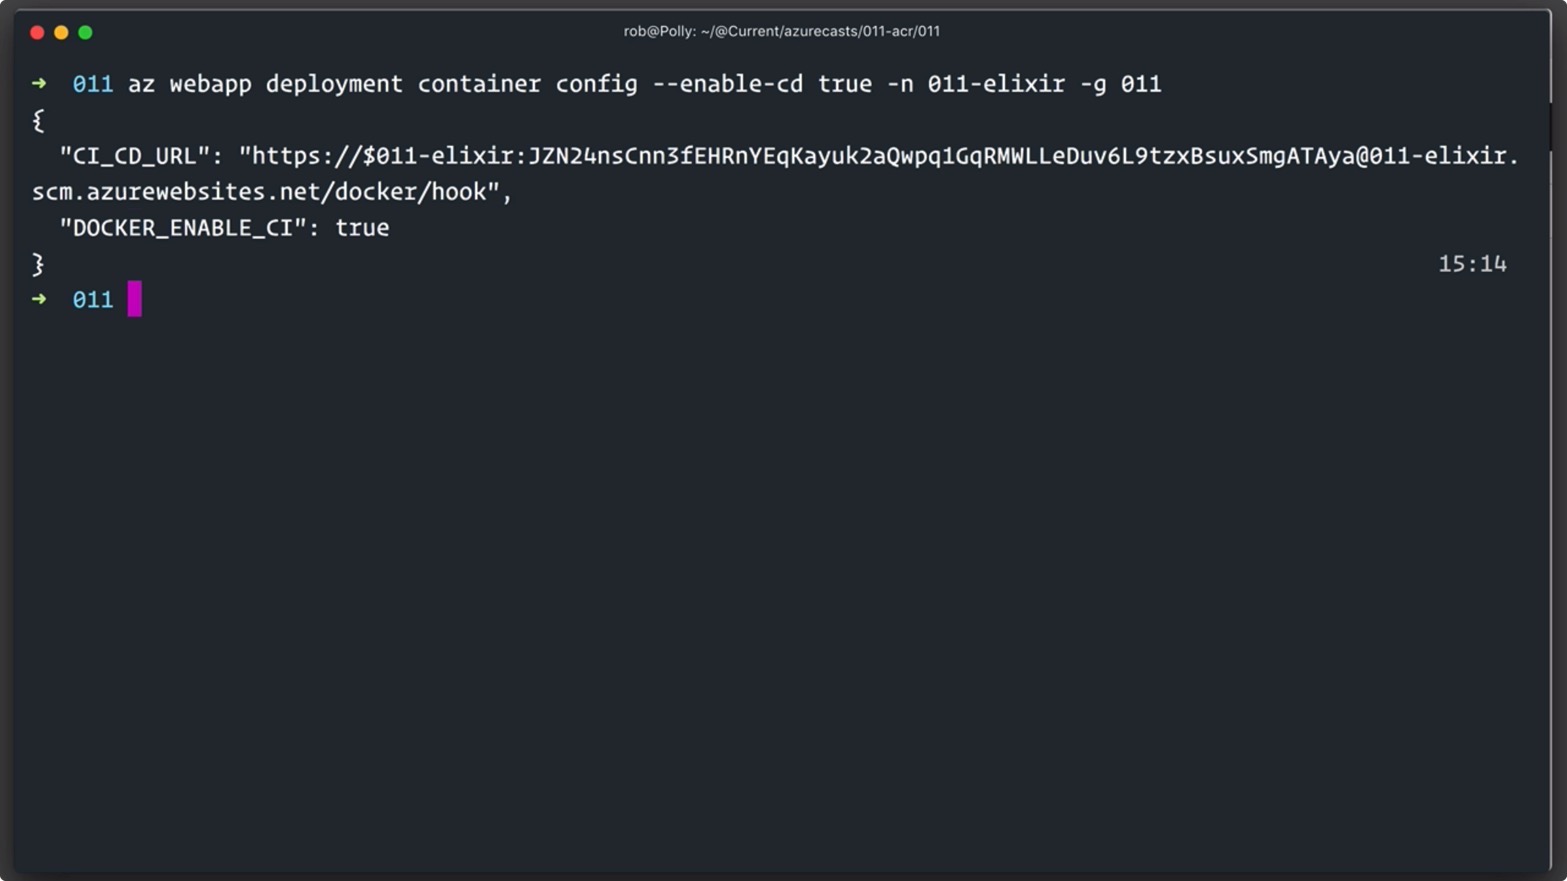 rob@Polly: ~/@Current/azurecasts/011-acr/011
➜ 011 az webapp deployment container config --enable-cd true -n 011-elixir -g 011
{
"CI_CD_URL": "https://$011-elixir:JZN24nsCnn3fEHRnYEqKayuk2aQwpq1GqRMWLLeDuv6L9tzxBsuxSmgATAya@011-elixir.
scm.azurewebsites.net/docker/hook",
"DOCKER_ENABLE_CI": true
} 15:14
➜ 011